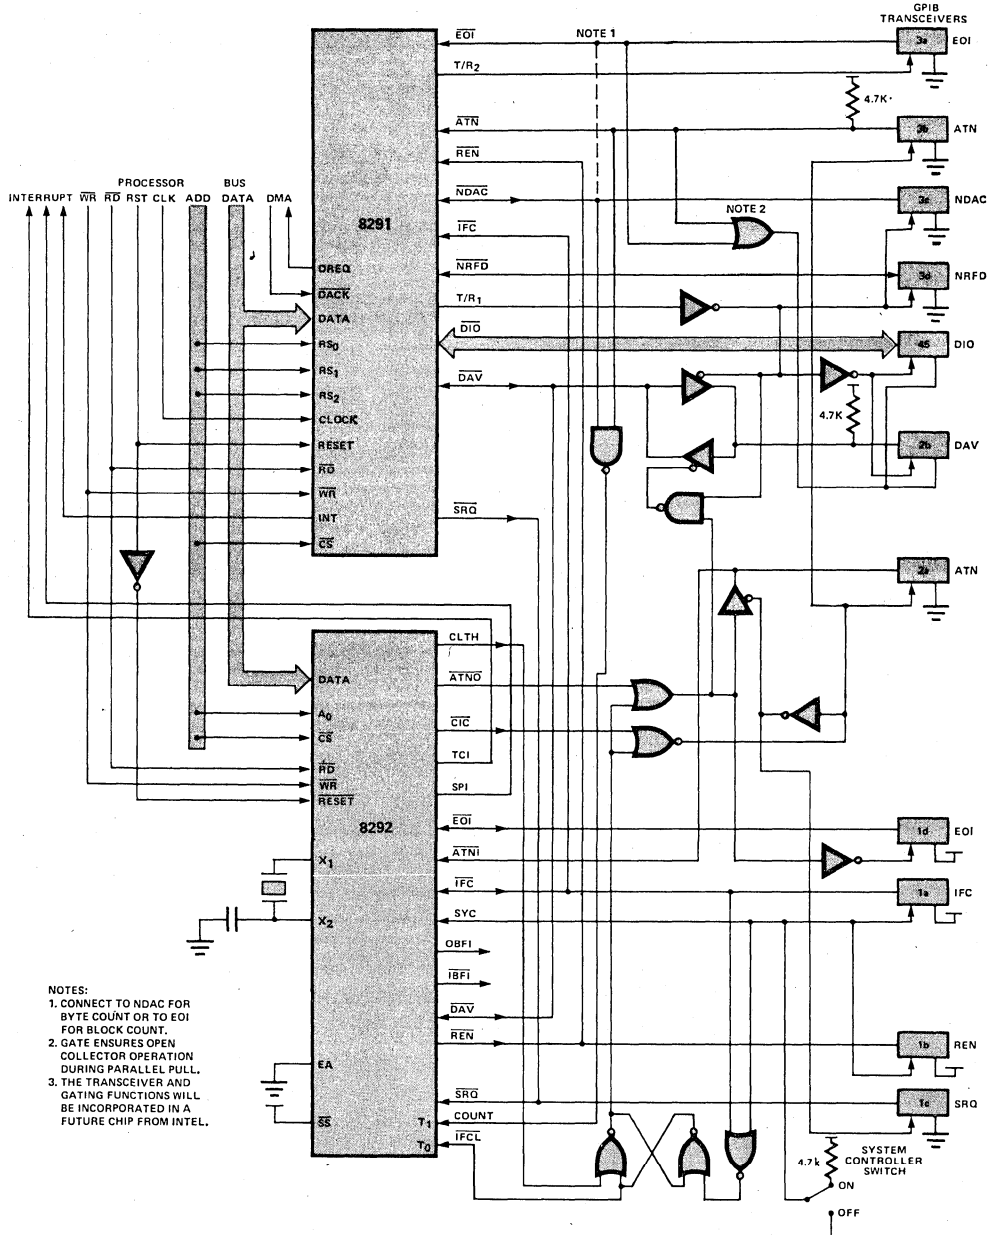 GPIB
TRANSCEIVERS
EOI
NOTE 1
3a
EOI
T/R2
4.7K
ATN
3b
ATN
REN
PROCESSOR BUS
INTERRUPT WR RD RST CLK ADD DATA DMA
NDAC
NDAC
NOTE 2
8291
IFC
DREQ
NRFD
3d
NRFD
DACK
T/R1
DATA
DIO
RS0
DIO
RS1
DAV
RS2
4.7K
CLOCK
RESET
2b
DAV
RD
WR
INT
SRQ
CS
2a
ATN
CLTH
DATA
ATNO
A0
CIC
CS
TCI
RD
WR
SPI
RESET
8292
EOI
1d
EOI
X1
ATNI
IFC
1a
IFC
X2
SYC
OBFI
IBFI
NOTES:
1. CONNECT TO NDAC FOR
BYTE COUNT OR TO EOI
FOR BLOCK COUNT.
2. GATE ENSURES OPEN
COLLECTOR OPERATION
DURING PARALLEL PULL.
3. THE TRANSCEIVER AND
GATING FUNCTIONS WILL
BE INCORPORATED IN A
FUTURE CHIP FROM INTEL.
DAV
REN
1b
REN
EA
SRQ
1c
SRQ
SS
T1
COUNT
T0
IFCL
4.7k
SYSTEM
CONTROLLER
SWITCH
ON
OFF